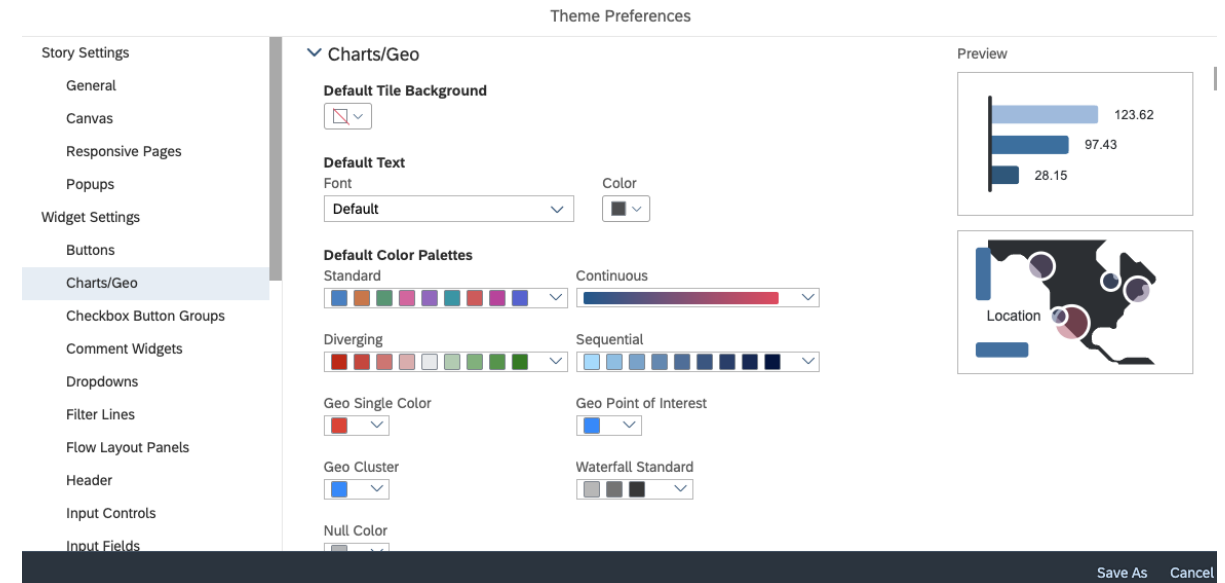 Theme Preferences
Story Settings
General
Canvas
Responsive Pages
Popups
Widget Settings
Buttons
Charts/Geo
Checkbox Button Groups
Comment Widgets
Dropdowns
Filter Lines
Flow Layout Panels
Header
Input Controls
Input Fields
Charts/Geo
Default Tile Background
Default Text
Font
Color
Default
Default Color Palettes
Standard
Continuous
Diverging
Sequential
Geo Single Color
Geo Point of Interest
Geo Cluster
Waterfall Standard
Null Color
Preview
123.62
97.43
28.15
Location
Save As
Cancel